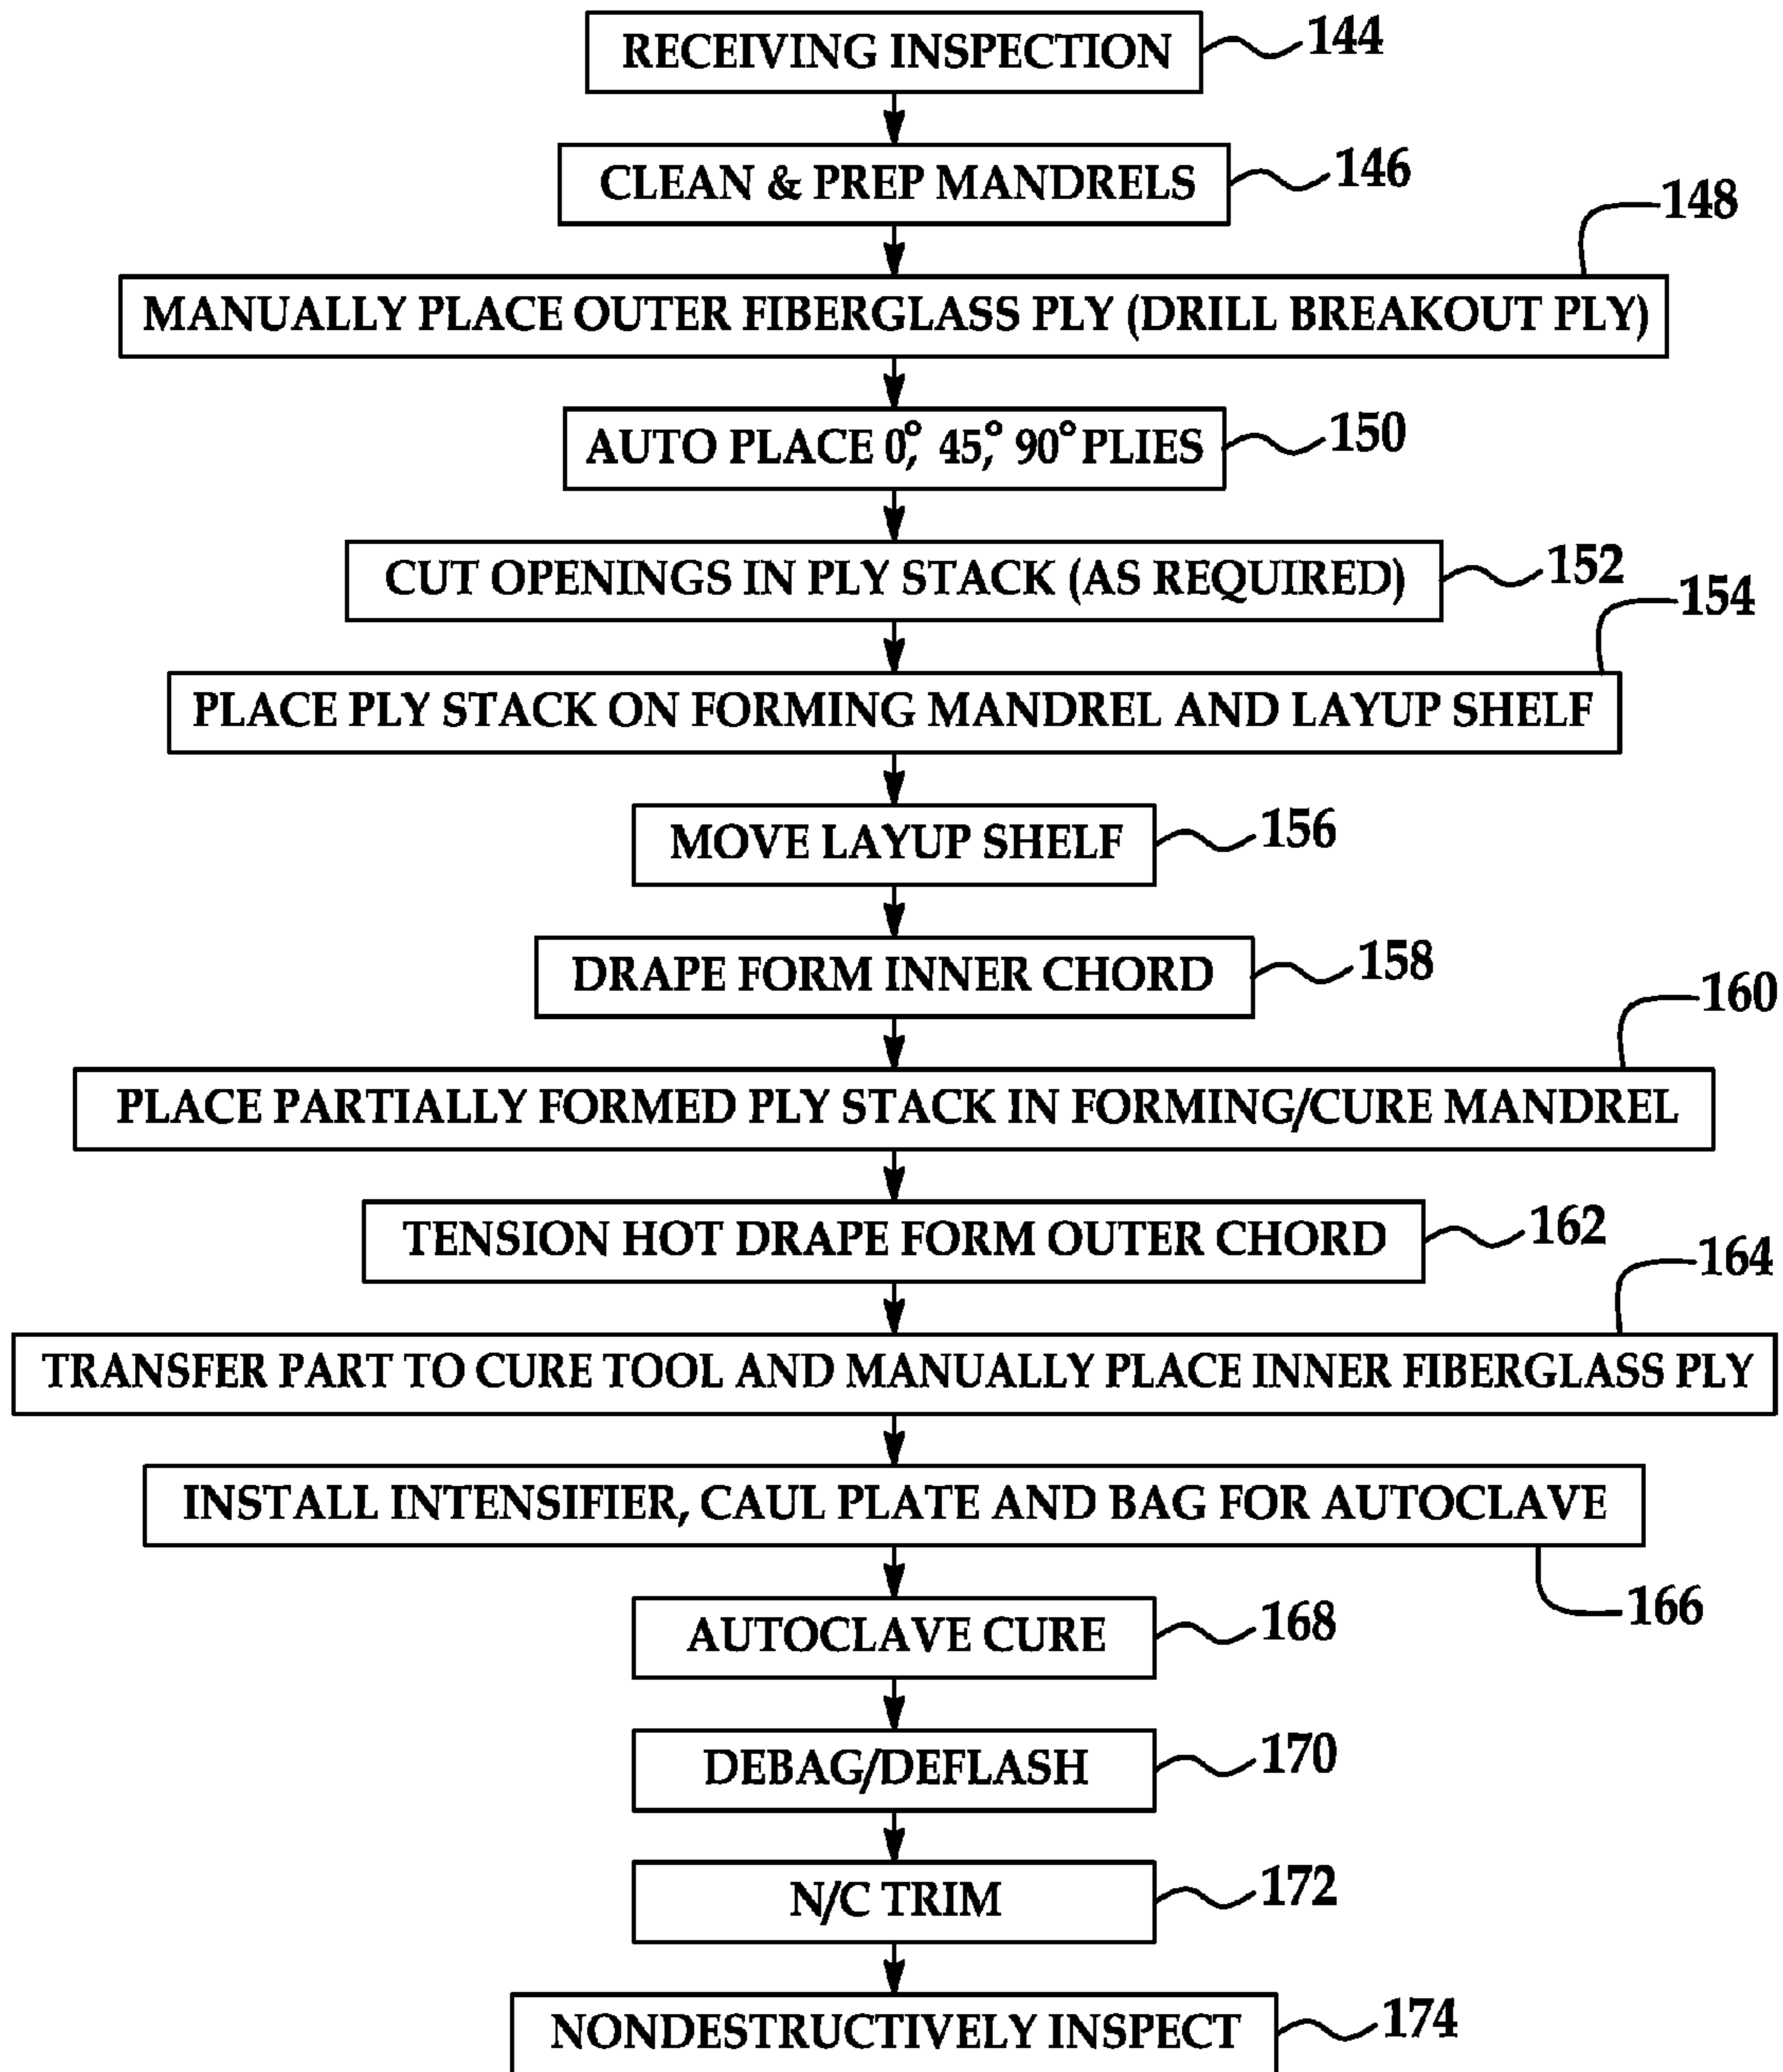 RECEIVING INSPECTION
144
CLEAN & PREP MANDRELS
146
148
MANUALLY PLACE OUTER FIBERGLASS PLY (DRILL BREAKOUT PLY)
AUTO PLACE 0°, 45°, 90° PLIES
150
CUT OPENINGS IN PLY STACK (AS REQUIRED)
152
154
PLACE PLY STACK ON FORMING MANDREL AND LAYUP SHELF
MOVE LAYUP SHELF
156
DRAPE FORM INNER CHORD
158
160
PLACE PARTIALLY FORMED PLY STACK IN FORMING/CURE MANDREL
TENSION HOT DRAPE FORM OUTER CHORD
162
164
TRANSFER PART TO CURE TOOL AND MANUALLY PLACE INNER FIBERGLASS PLY
INSTALL INTENSIFIER, CAUL PLATE AND BAG FOR AUTOCLAVE
166
AUTOCLAVE CURE
168
DEBAG/DEFLASH
170
N/C TRIM
172
NONDESTRUCTIVELY INSPECT
174